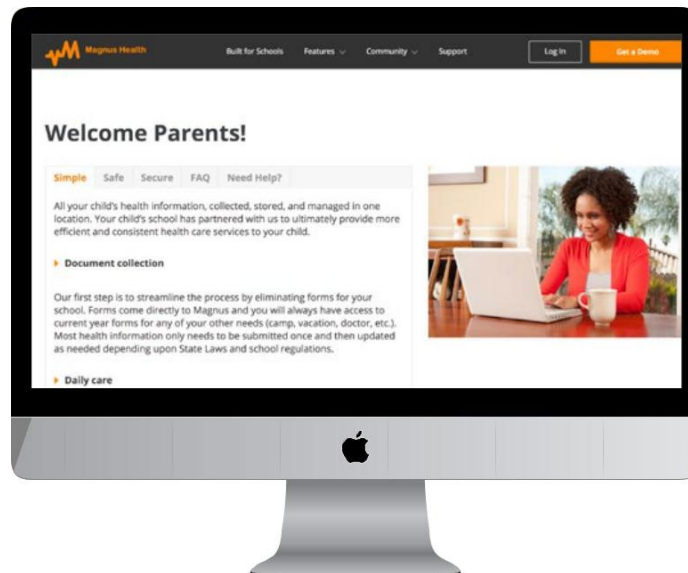 Magnus Health
Built for Schools
Features
Community
Support
Log In
Get a Demo
Welcome Parents!
Simple
Safe
Secure
FAQ
Need Help?
All your child's health information, collected, stored, and managed in one
location. Your child's school has partnered with us to ultimately provide more
efficient and consistent health care services to your child.
Document collection
Our first step is to streamline the process by eliminating forms for your
school. Forms come directly to Magnus and you will always have access to
current year forms for any of your other needs (camp, vacation, doctor, etc.).
Most health information only needs to be submitted once and then updated
as needed depending upon State Laws and school regulations.
Daily care